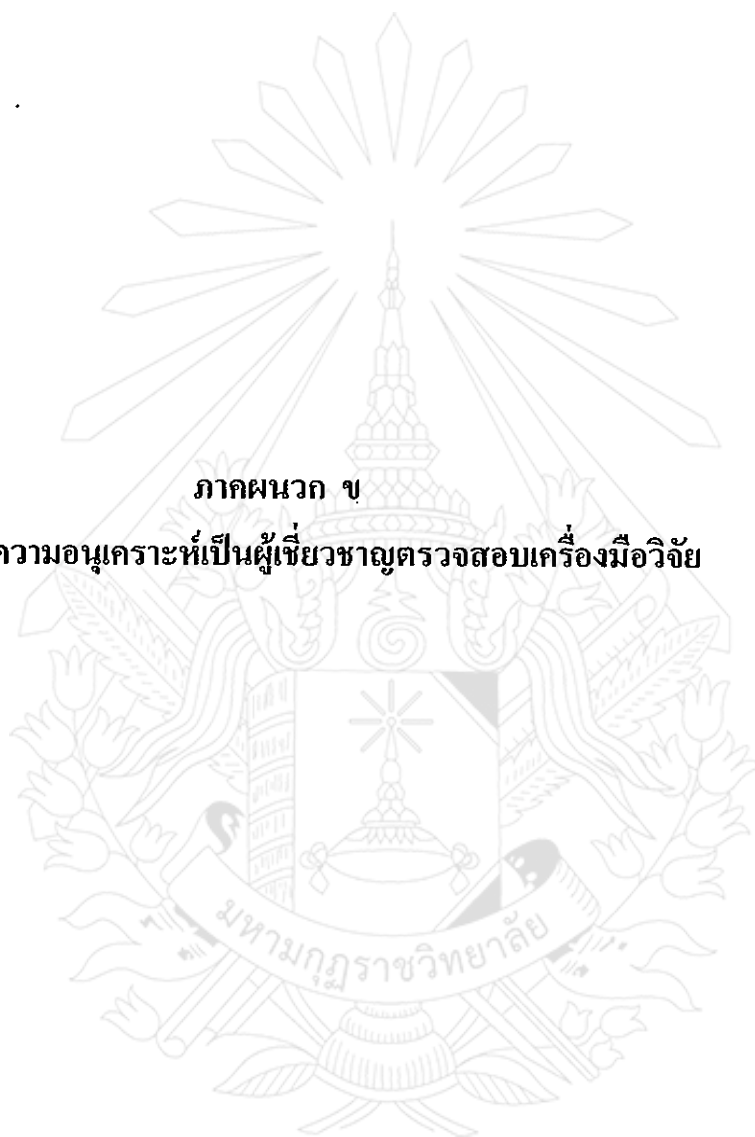 ภาคผนวก ข
ความอนุเคราะห์เป็นผู้เชี่ยวชาญตรวจสอบเครื่องมือวิจัย
มหามกุฏราชวิทยาลัย